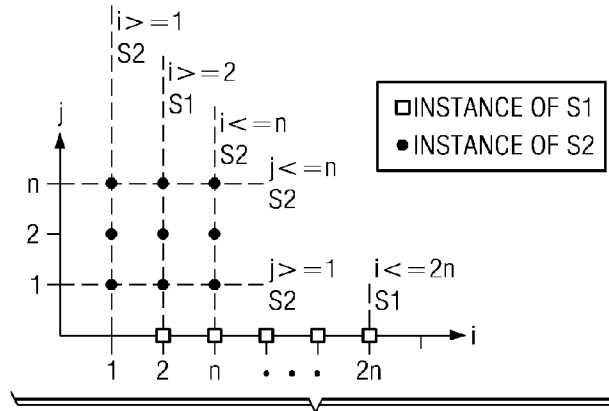 i>=1
S2
i>=2
S1
i<=n
S2
j<=n
S2
j
n
2
1
j>=1
S2
i<=2n
S1
i
1 2 n • • • 2n
INSTANCE OF S1
INSTANCE OF S2